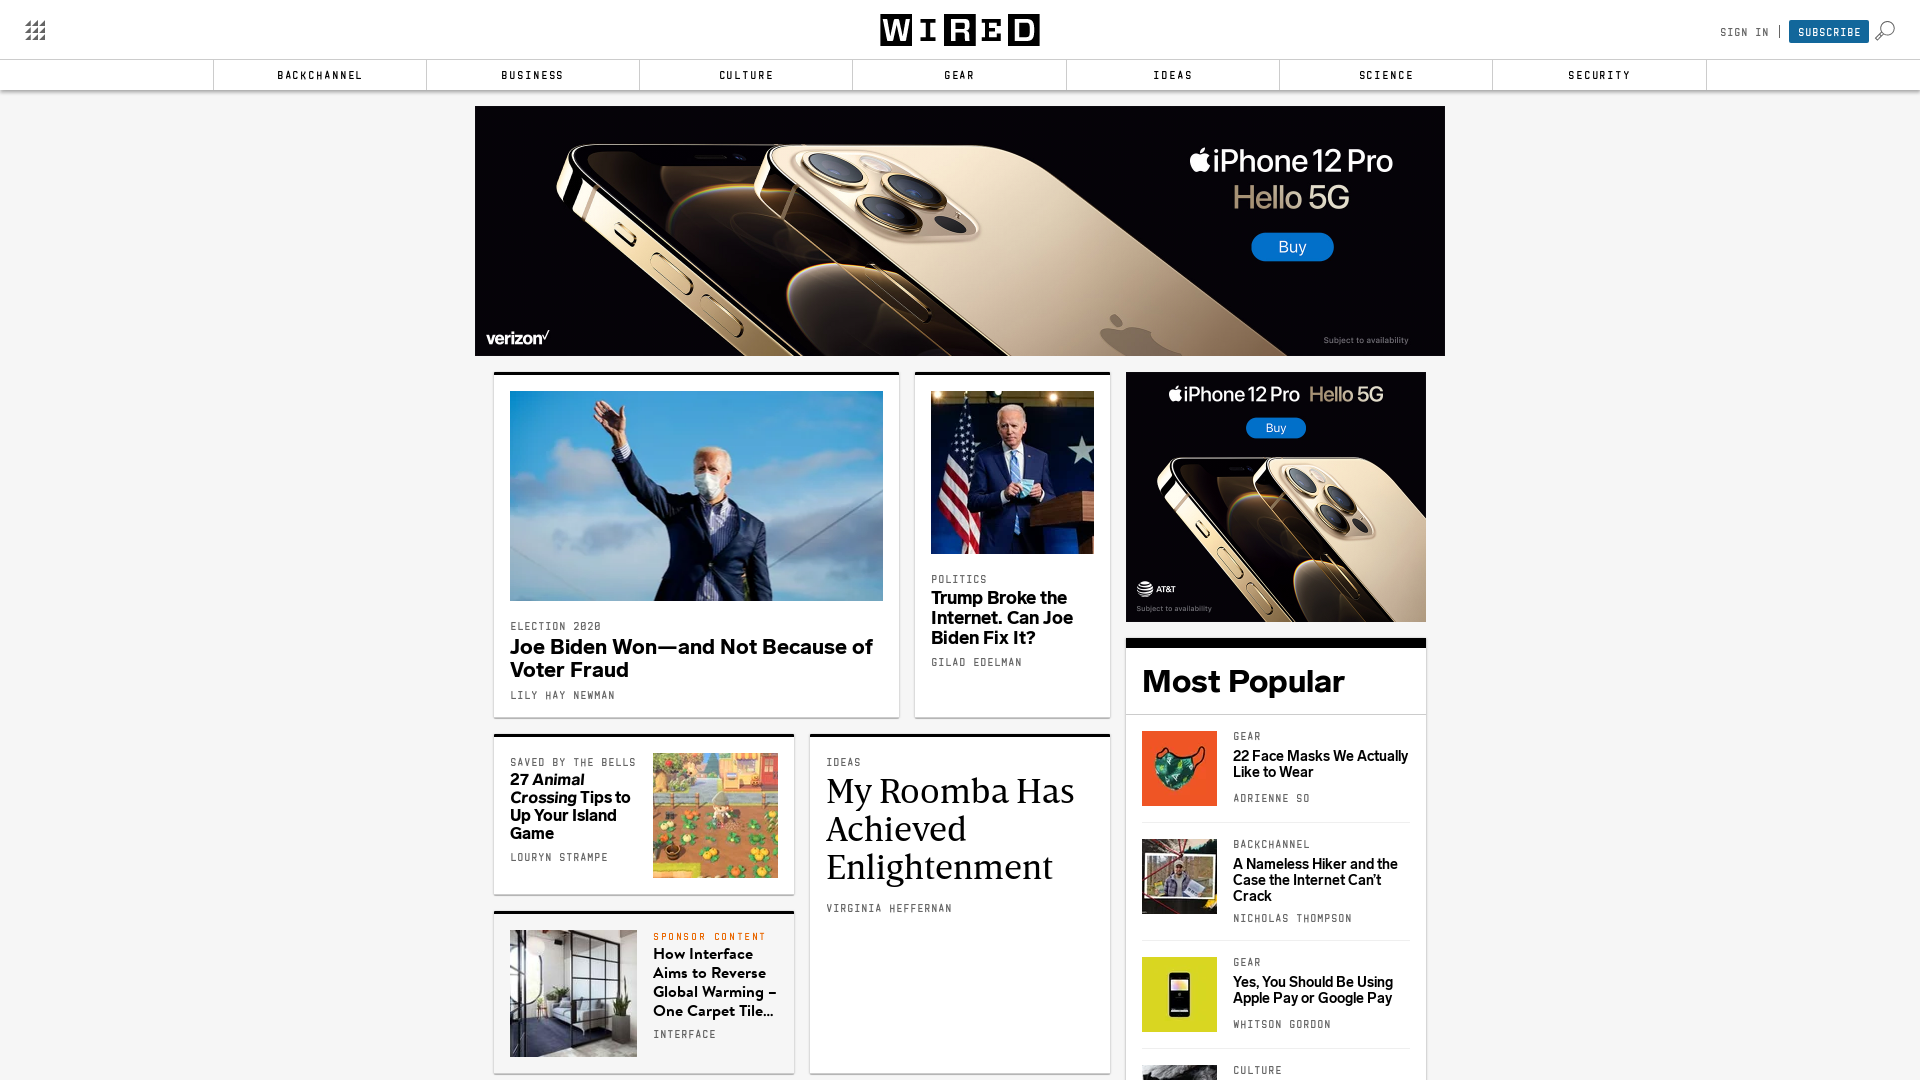 WIRED
SIGN IN
SUBSCRIBE
BACKCHANNEL
BUSINESS
CULTURE
GEAR
IDEAS
SCIENCE
SECURITY
iPhone 12 Pro
Hello 5G
Buy
verizon✓
Subject to availability
ELECTION 2020
Joe Biden Won—and Not Because of
Voter Fraud
LILY HAY NEWMAN
POLITICS
Trump Broke the
Internet. Can Joe
Biden Fix It?
GILAD EDELMAN
iPhone 12 Pro Hello 5G
Buy
AT&T
Subject to availability
SAVED BY THE BELLS
27 Animal
Crossing Tips to
Up Your Island
Game
LOURYN STRAMPE
IDEAS
My Roomba Has
Achieved
Enlightenment
VIRGINIA HEFFERNAN
SPONSOR CONTENT
How Interface
Aims to Reverse
Global Warming –
One Carpet Tile...
INTERFACE
Most Popular
GEAR
22 Face Masks We Actually
Like to Wear
ADRIENNE SO
BACKCHANNEL
A Nameless Hiker and the
Case the Internet Can’t
Crack
NICHOLAS THOMPSON
GEAR
Yes, You Should Be Using
Apple Pay or Google Pay
WHITSON GORDON
CULTURE